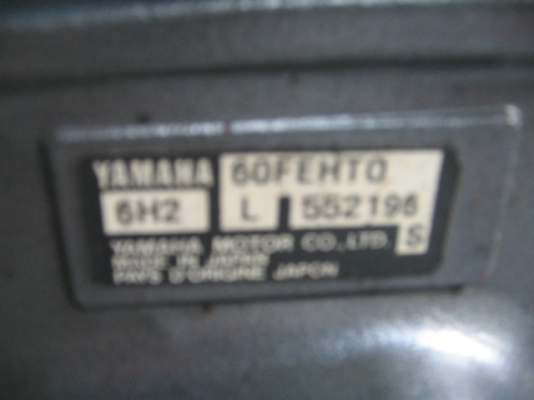 YAMAHA 60FEHTO
6H2 L 552196
YAMAHA MOTOR CO.,LTD. S
MADE IN JAPAN
PAYS D'ORIGINE JAPON